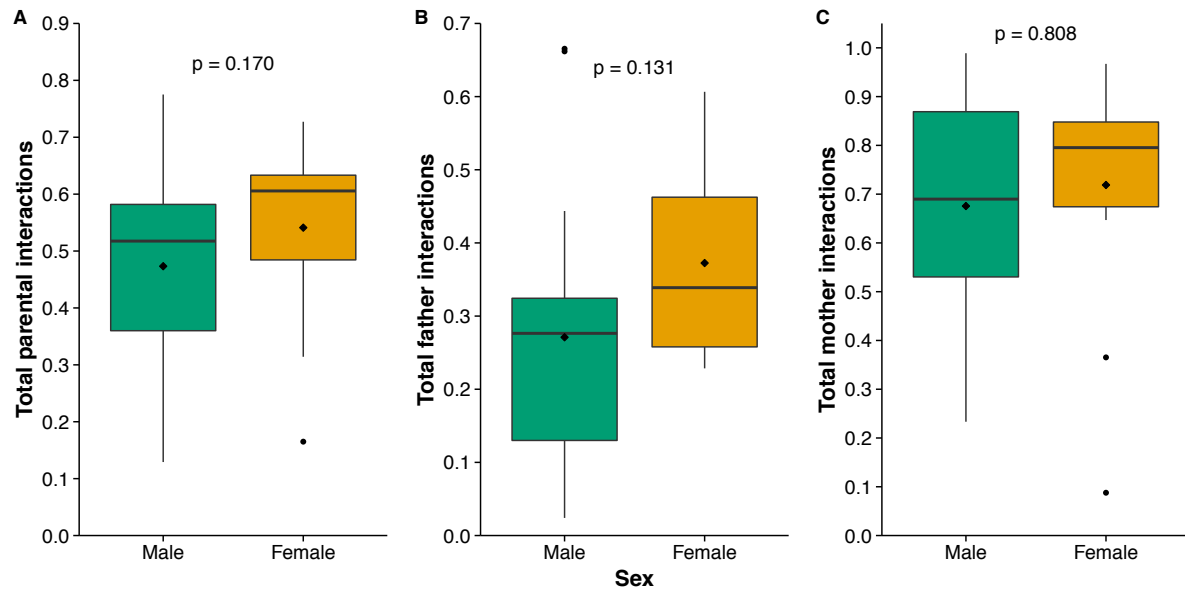 A
Total parental interactions
0.9
0.8
0.7
0.6
0.5
0.4
0.3
0.2
0.1
0.0
p = 0.170
Male
Female
B
Total father interactions
0.7
0.6
0.5
0.4
0.3
0.2
0.1
0.0
p = 0.131
Male
Female
Sex
C
Total mother interactions
1.0
0.9
0.8
0.7
0.6
0.5
0.4
0.3
0.2
0.1
0.0
p = 0.808
Male
Female